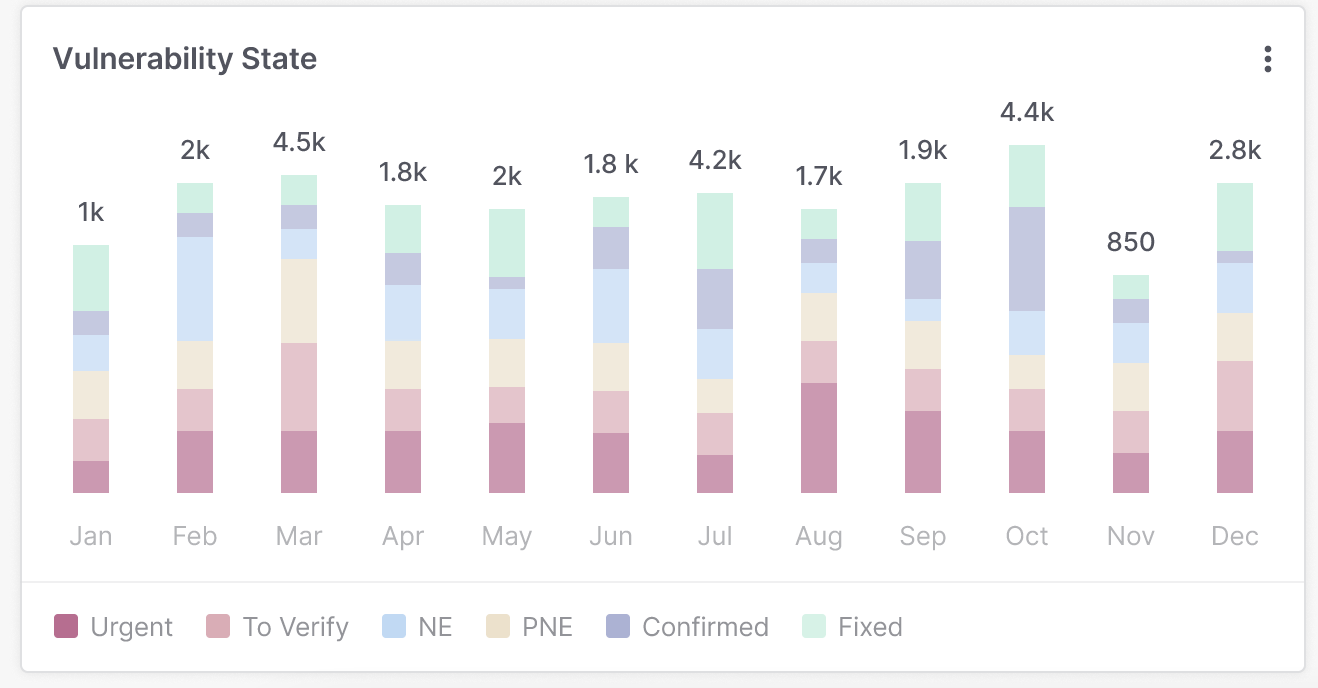 Vulnerability State
1k
2k
4.5k
1.8k
2k
1.8 k
4.2k
1.7k
1.9k
4.4k
850
2.8k
Jan Feb Mar Apr May Jun Jul Aug Sep Oct Nov Dec
Urgent To Verify NE PNE Confirmed Fixed